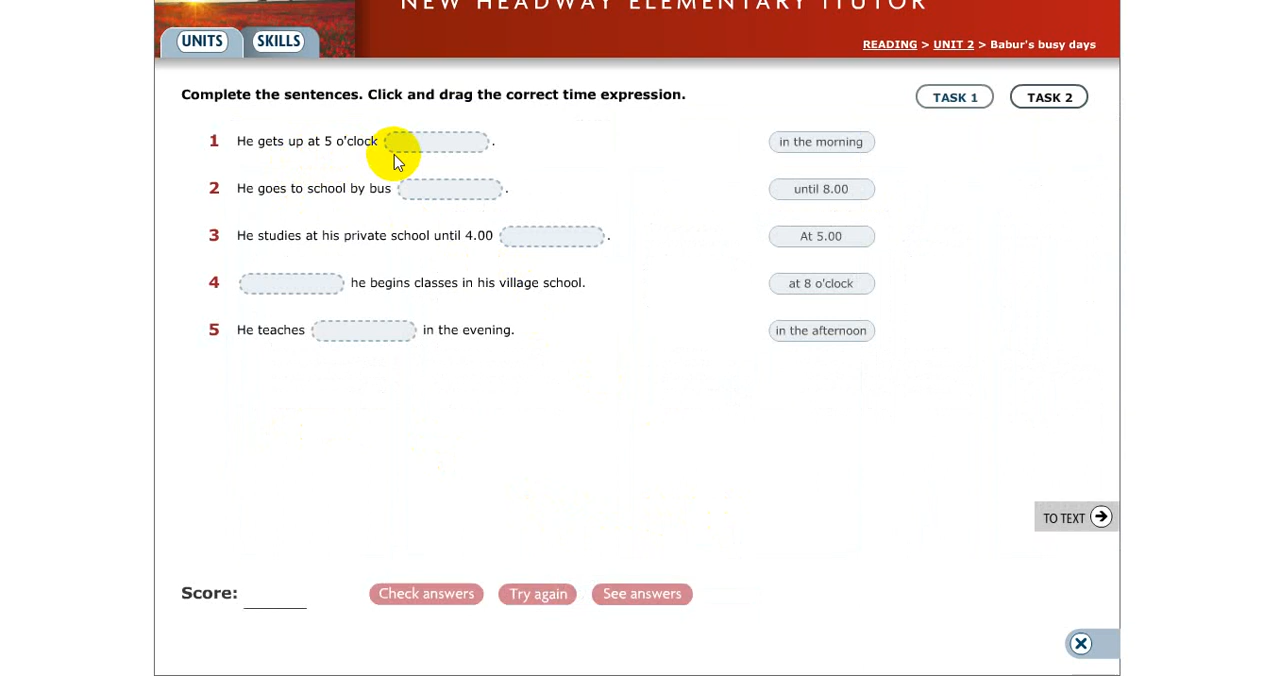 NEW HEADWAY ELEMENTARY ITUTOR
UNITS SKILLS
READING > UNIT 2 > Babur's busy days
Complete the sentences. Click and drag the correct time expression.
TASK 1 TASK 2
1 He gets up at 5 o'clock . in the morning
2 He goes to school by bus . until 8.00
3 He studies at his private school until 4.00 . At 5.00
4 he begins classes in his village school. at 8 o'clock
5 He teaches in the evening. in the afternoon
TO TEXT
Score: Check answers Try again See answers